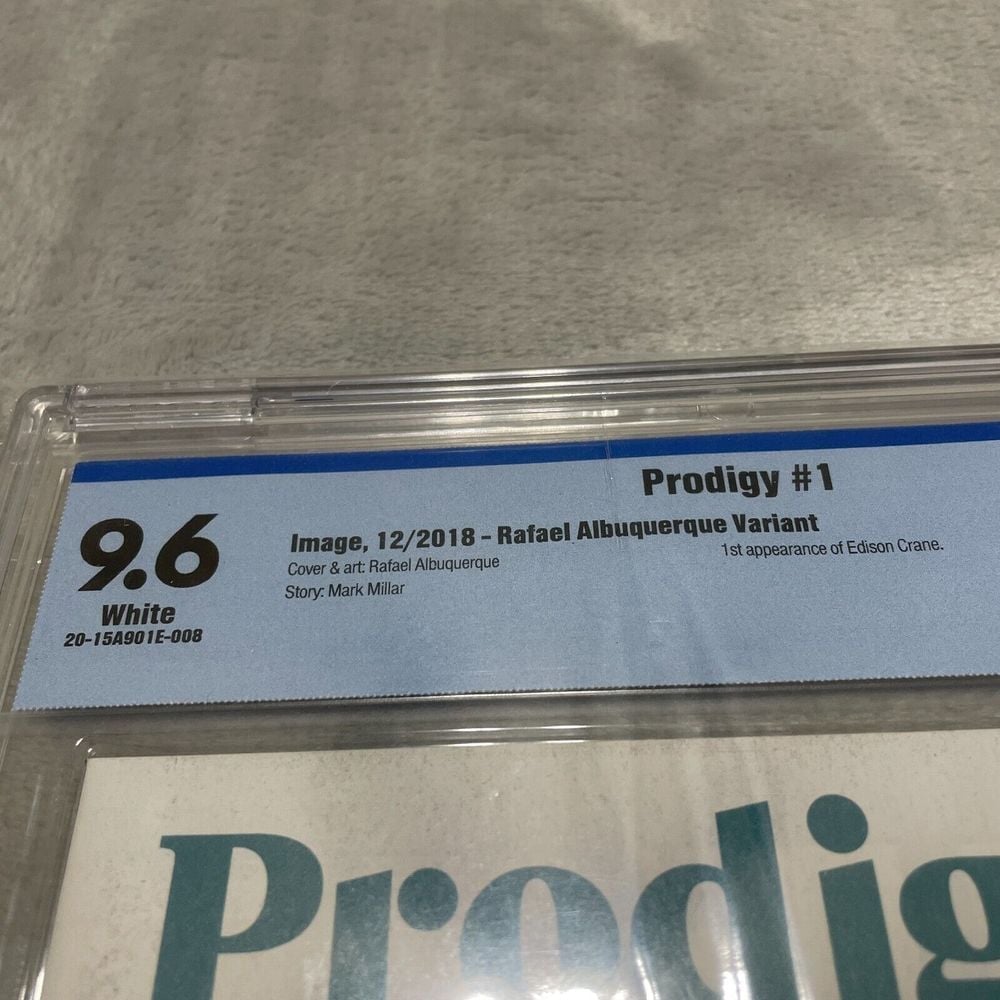 Prodigy #1
9.6
White
20-15A901E-008
Image, 12/2018 - Rafael Albuquerque Variant
Cover & art: Rafael Albuquerque
Story: Mark Millar
1st appearance of Edison Crane.
Prodig